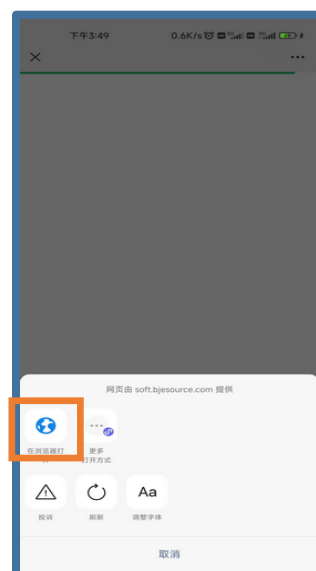 下午3:49 0.6K/s
网页由 soft.bjesource.com 提供
在浏览器打
更多
打开方式
投诉 刷新 Aa
调整字体
取消